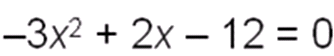 –3x² + 2x – 12 = 0